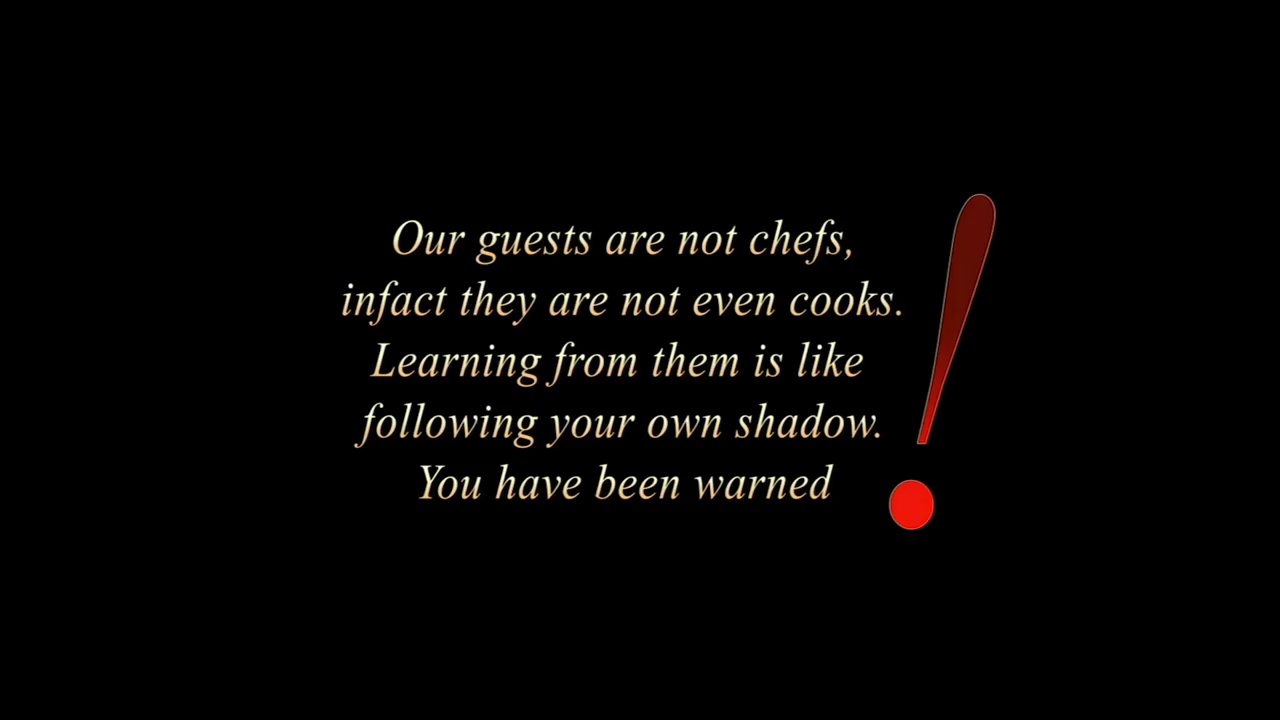 Our guests are not chefs,
infact they are not even cooks.
Learning from them is like
following your own shadow.
You have been warned !